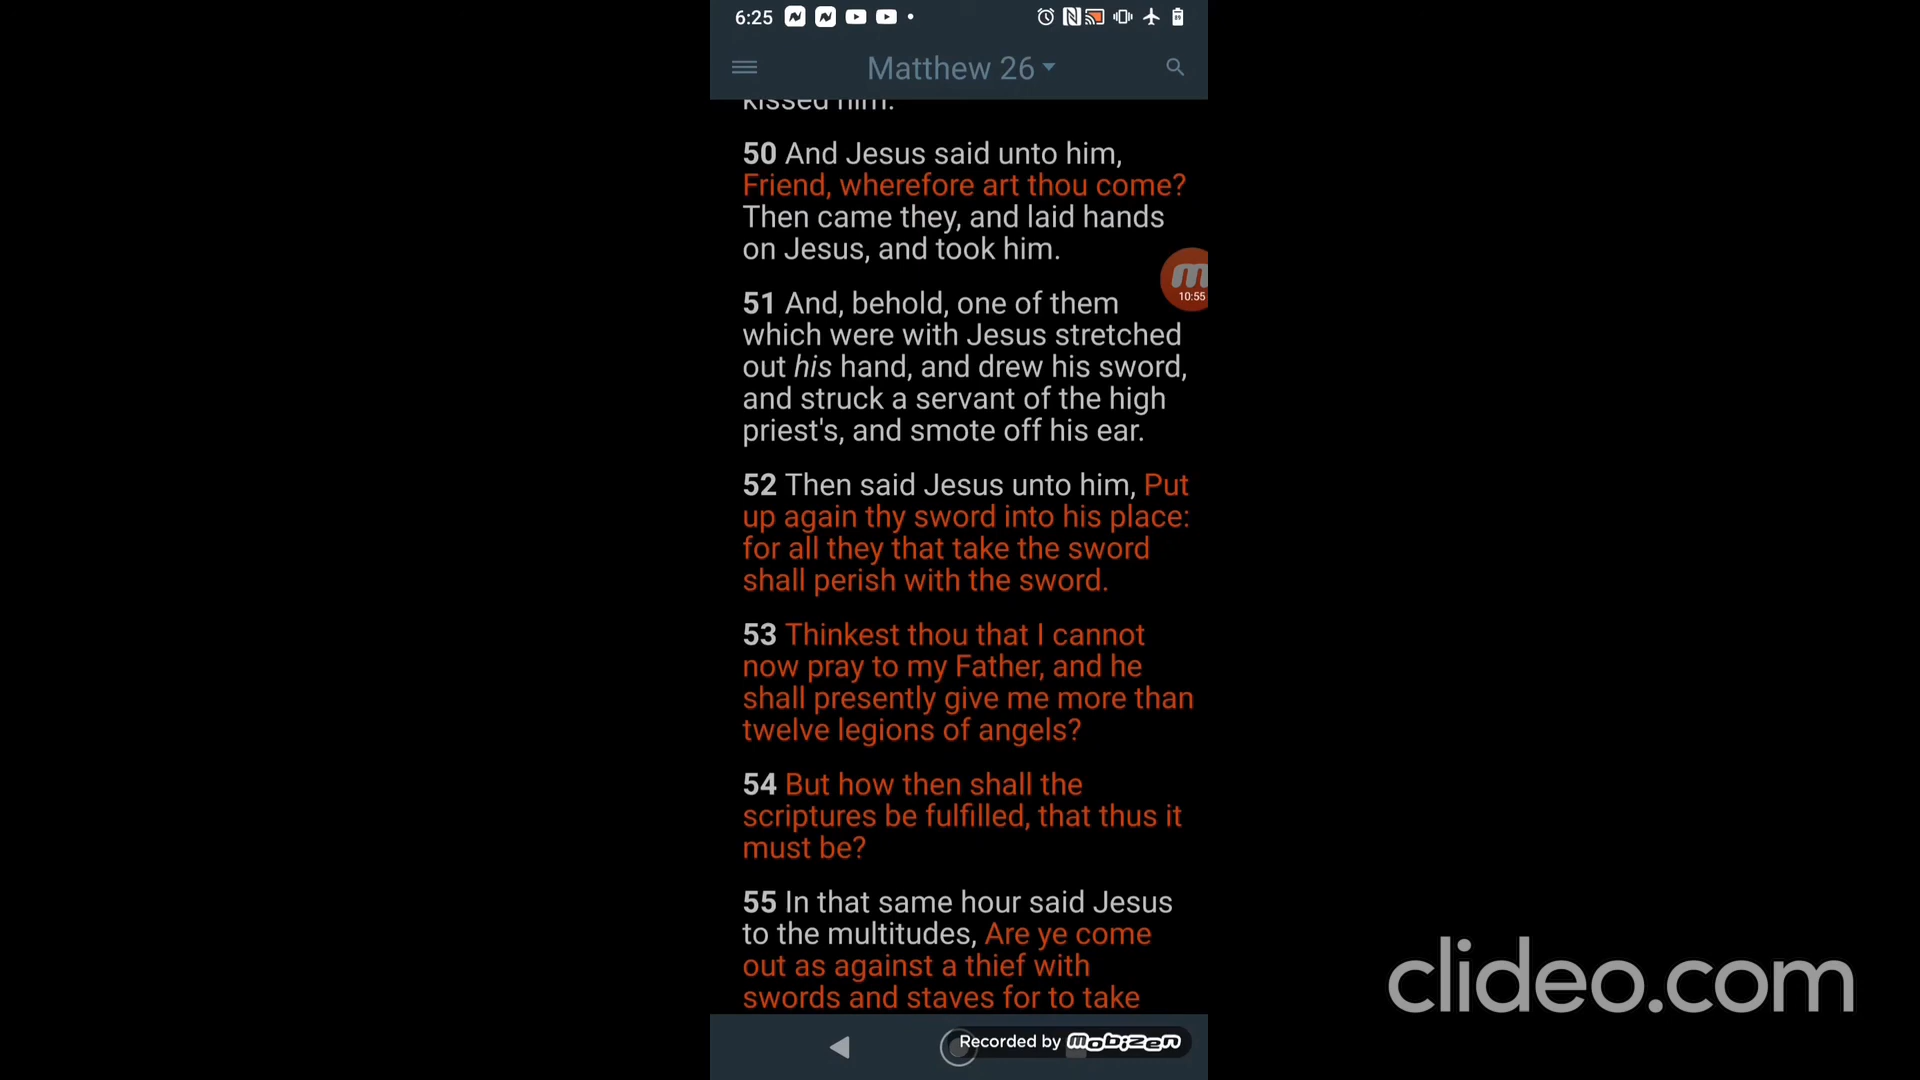 6:25
Matthew 26
kissed him.
50 And Jesus said unto him,
Friend, wherefore art thou come?
Then came they, and laid hands
on Jesus, and took him.
10:55
51 And, behold, one of them
which were with Jesus stretched
out his hand, and drew his sword,
and struck a servant of the high
priest's, and smote off his ear.
52 Then said Jesus unto him, Put
up again thy sword into his place:
for all they that take the sword
shall perish with the sword.
53 Thinkest thou that I cannot
now pray to my Father, and he
shall presently give me more than
twelve legions of angels?
54 But how then shall the
scriptures be fulfilled, that thus it
must be?
55 In that same hour said Jesus
to the multitudes, Are ye come
out as against a thief with
swords and staves for to take
Recorded by mobizen
clideo.com